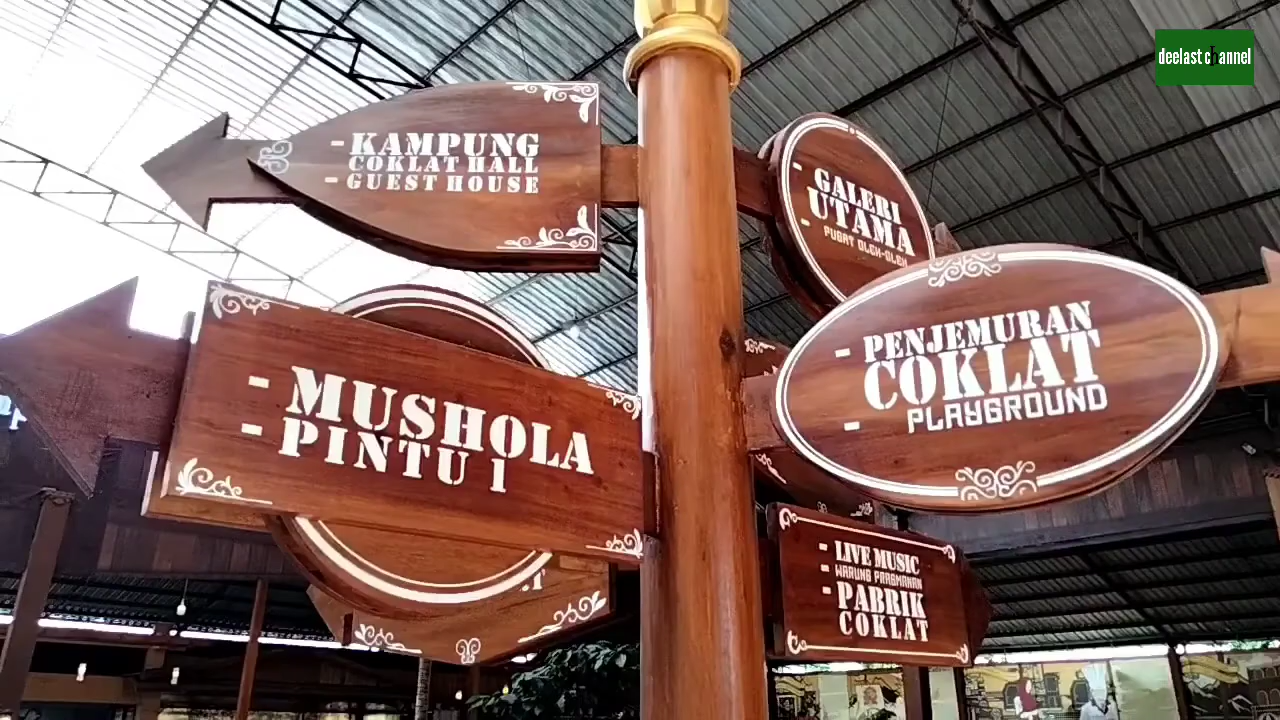 deelast channel
- KAMPUNG
COKLAT HALL
- GUEST HOUSE
- GALERI
UTAMA
- PUSAT OLEH-OLEH
- PENJEMURAN
COKLAT
- PLAYGROUND
- MUSHOLA
- PINTU 1
- LIVE MUSIC
- WARUNG PRASMANAN
- PABRIK
COKLAT